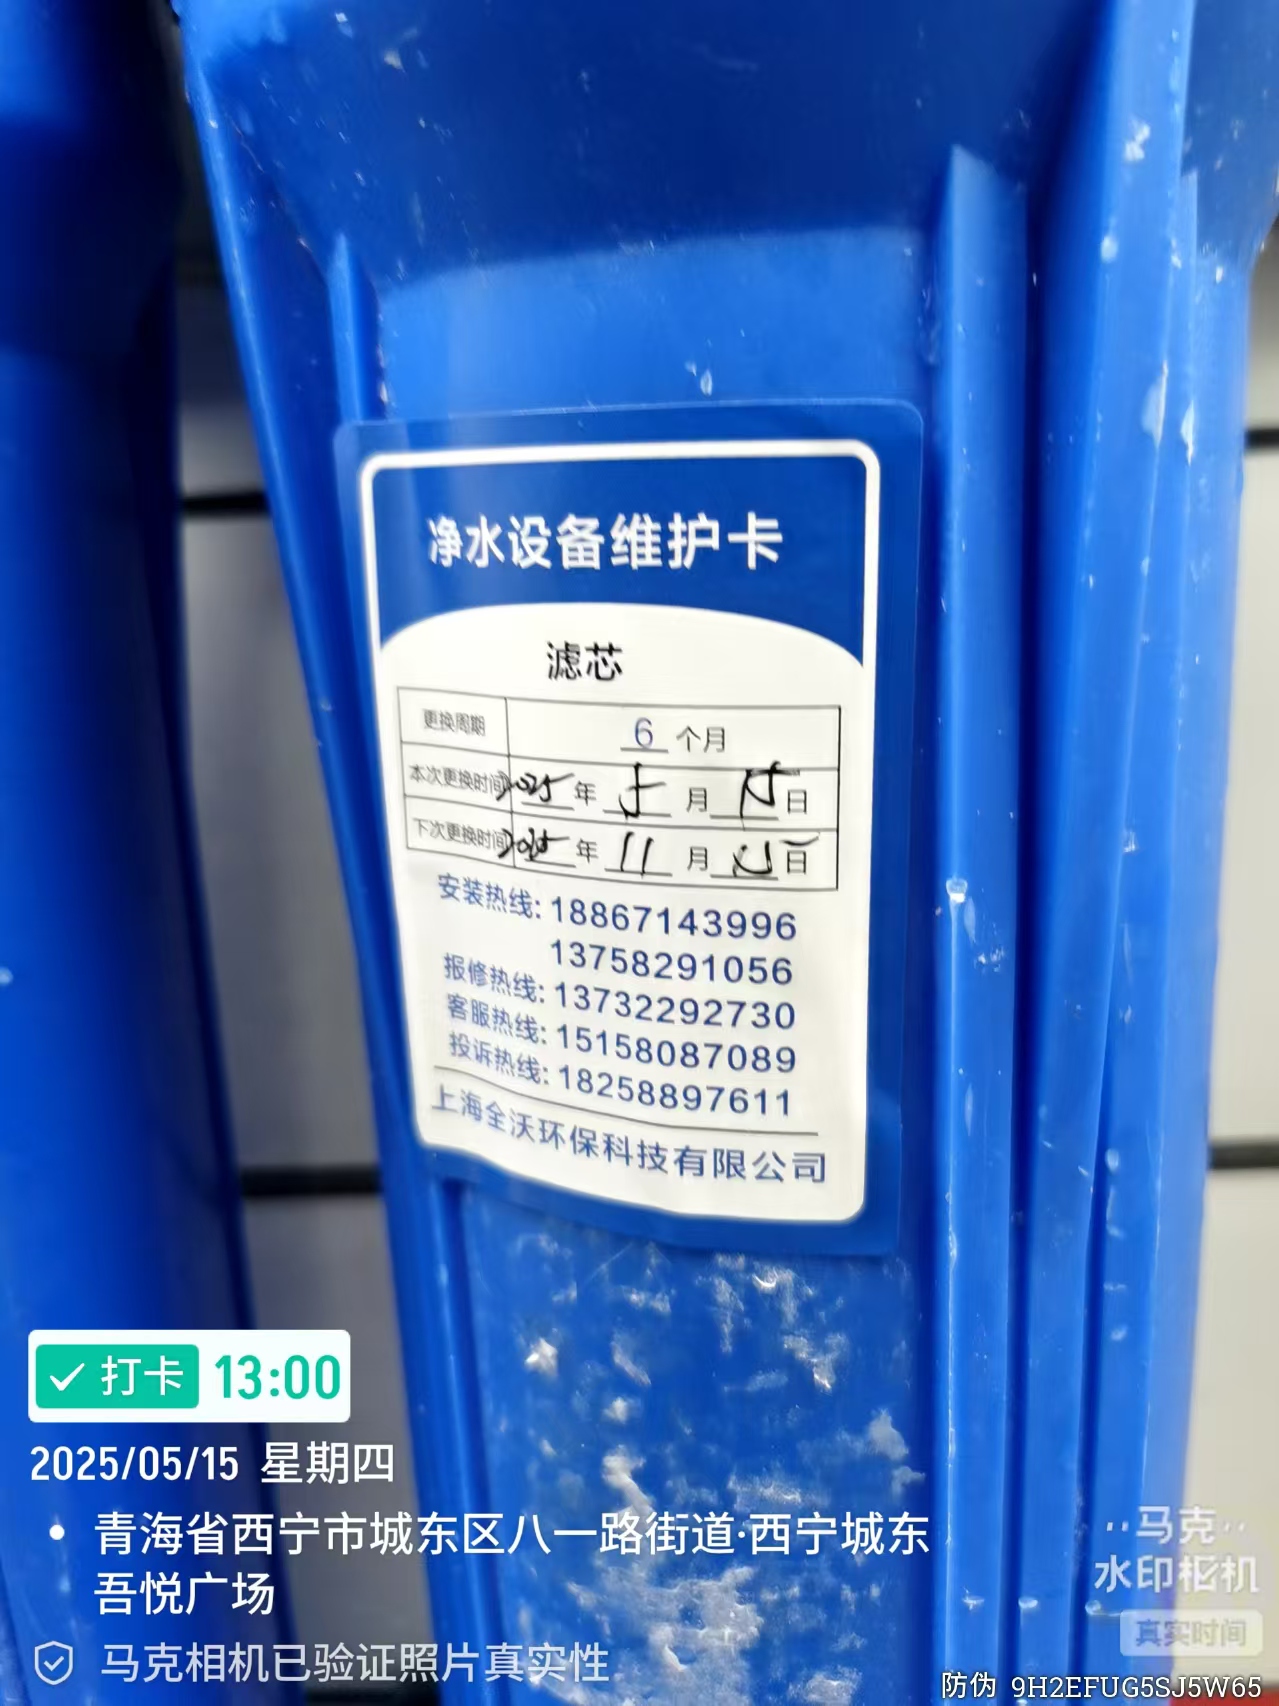 净水设备维护卡
滤芯
更换周期 6 个月
本次更换时间 2025 年 5 月 15 日
下次更换时间 2025 年 11 月 日
安装热线: 18867143996
13758291056
报修热线: 13732292730
客服热线: 15158087089
投诉热线: 18258897611
上海全沃环保科技有限公司
打卡 13:00
2025/05/15 星期四
青海省西宁市城东区八一路街道·西宁城东
吾悦广场
马克相机已验证照片真实性
马克
水印相机
真实时间
防伪 9H2EFUG5SJ5W65